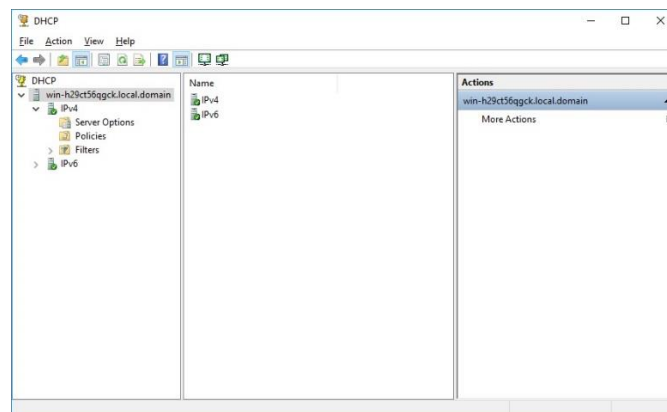 DHCP
File Action View Help
DHCP
win-h29ct56qgck.local.domain
IPv4
Server Options
Policies
Filters
IPv6
Name
IPv4
IPv6
Actions
win-h29ct56qgck.local.domain
More Actions